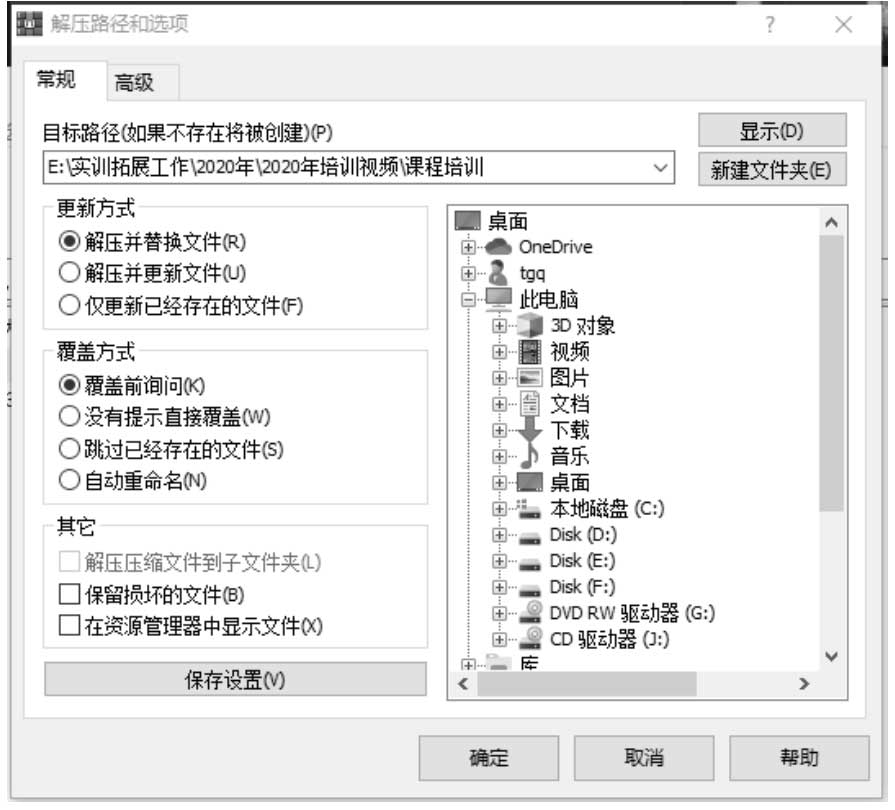 解压路径和选项
常规
高级
目标路径(如果不存在将被创建)(P)
显示(D)
E:\实训拓展工作\2020年\2020年培训视频\课程培训
新建文件夹(E)
更新方式
解压并替换文件(R)
解压并更新文件(U)
仅更新已经存在的文件(F)
覆盖方式
覆盖前询问(K)
没有提示直接覆盖(W)
跳过已经存在的文件(S)
自动重命名(N)
其它
解压压缩文件到子文件夹(L)
保留损坏的文件(B)
在资源管理器中显示文件(X)
保存设置(V)
桌面
OneDrive
tgq
此电脑
3D 对象
视频
图片
文档
下载
音乐
桌面
本地磁盘 (C:)
Disk (D:)
Disk (E:)
Disk (F:)
DVD RW 驱动器 (G:)
CD 驱动器 (J:)
库
确定
取消
帮助